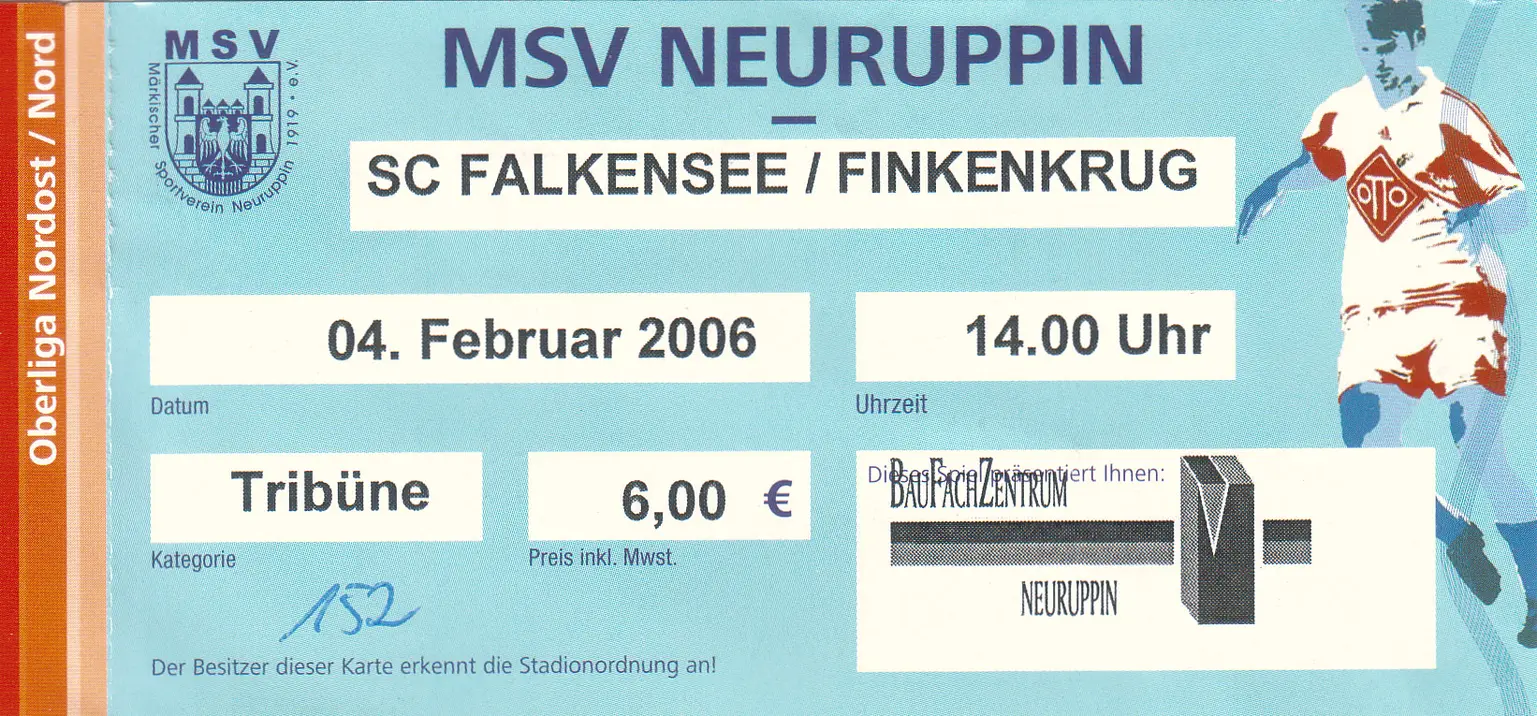 Oberliga Nordost / Nord
MSV
Märkischer Sportverein Neuruppin 1919 • e.V.
MSV NEURUPPIN
–
SC FALKENSEE / FINKENKRUG
OTTO
04. Februar 2006
14.00 Uhr
Datum
Uhrzeit
Tribüne
6,00 €
Dieses Spiel präsentiert Ihnen:
BAUFACHZENTRUM
NEURUPPIN
Kategorie
Preis inkl. Mwst.
152
Der Besitzer dieser Karte erkennt die Stadionordnung an!